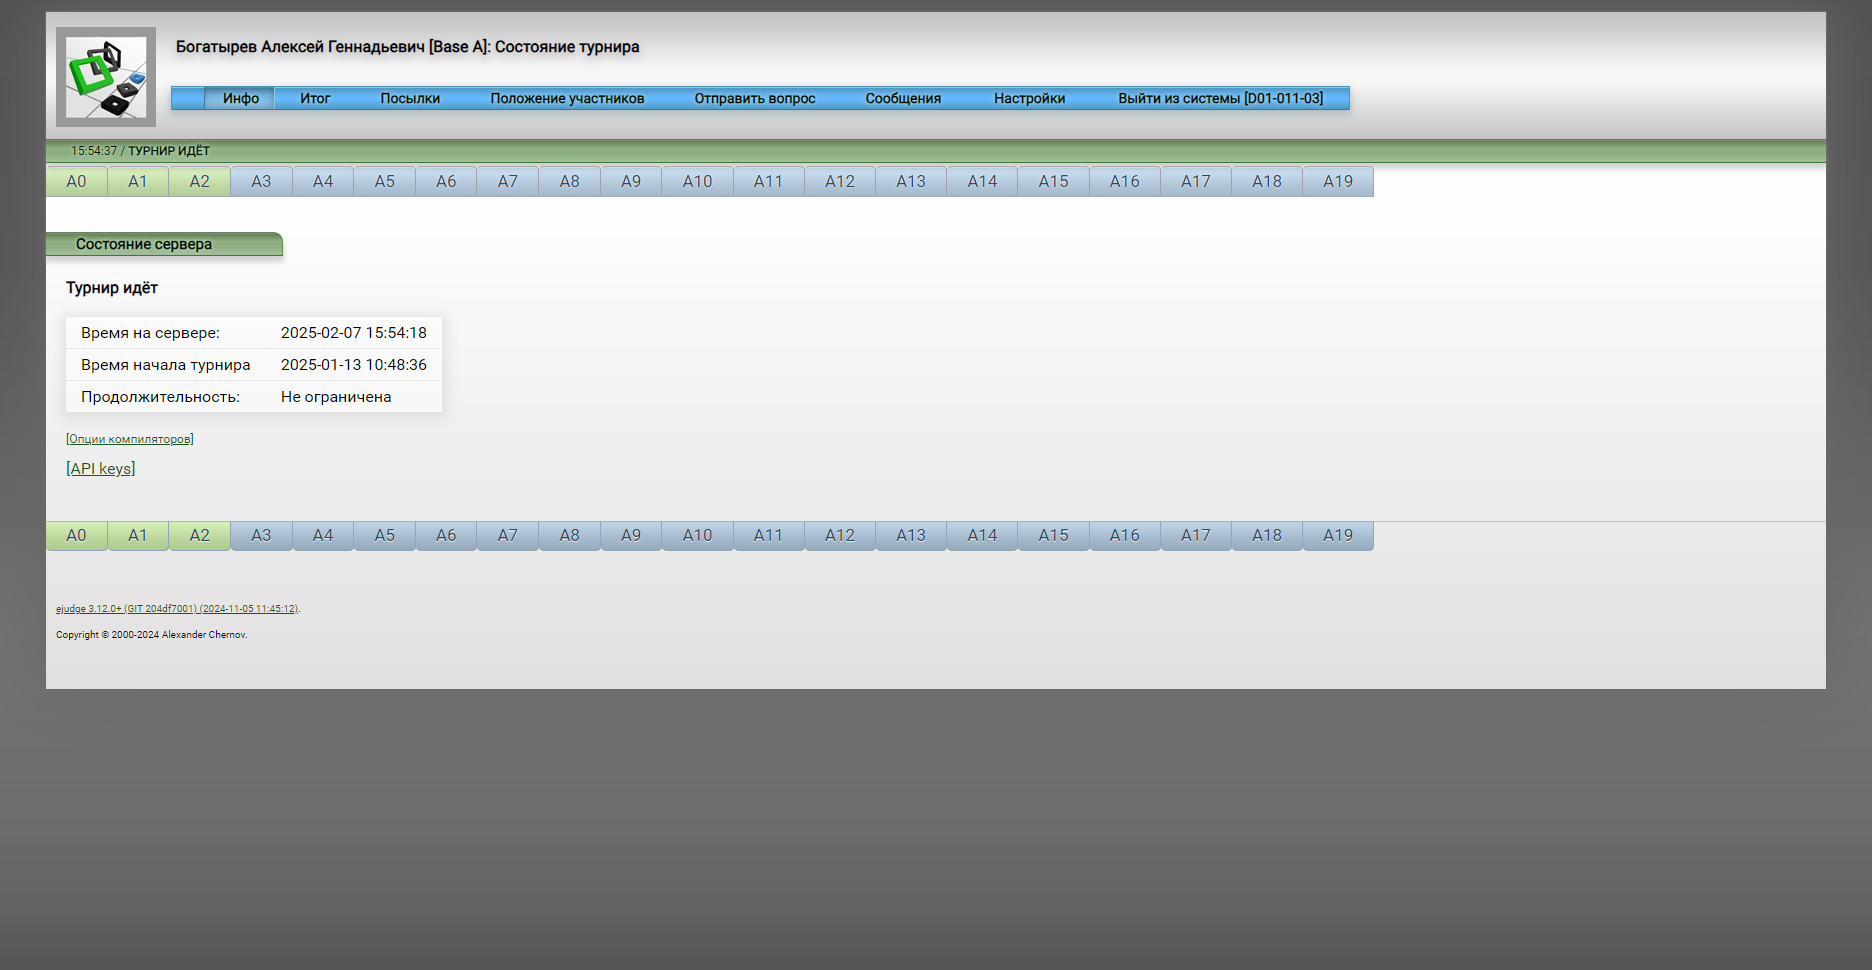 Богатырев Алексей Геннадьевич [Base A]: Состояние турнира
Инфо Итог Посылки Положение участников Отправить вопрос Сообщения Настройки Выйти из системы [D01-011-03]
15:54:37 / ТУРНИР ИДЁТ
A0 A1 A2 A3 A4 A5 A6 A7 A8 A9 A10 A11 A12 A13 A14 A15 A16 A17 A18 A19
Состояние сервера
Турнир идёт
Время на сервере: 2025-02-07 15:54:18
Время начала турнира 2025-01-13 10:48:36
Продолжительность: Не ограничена
[Опции компиляторов]
[API keys]
A0 A1 A2 A3 A4 A5 A6 A7 A8 A9 A10 A11 A12 A13 A14 A15 A16 A17 A18 A19
ejudge 3.12.0+ (GIT 204df7001) (2024-11-05 11:45:12).
Copyright © 2000-2024 Alexander Chernov.